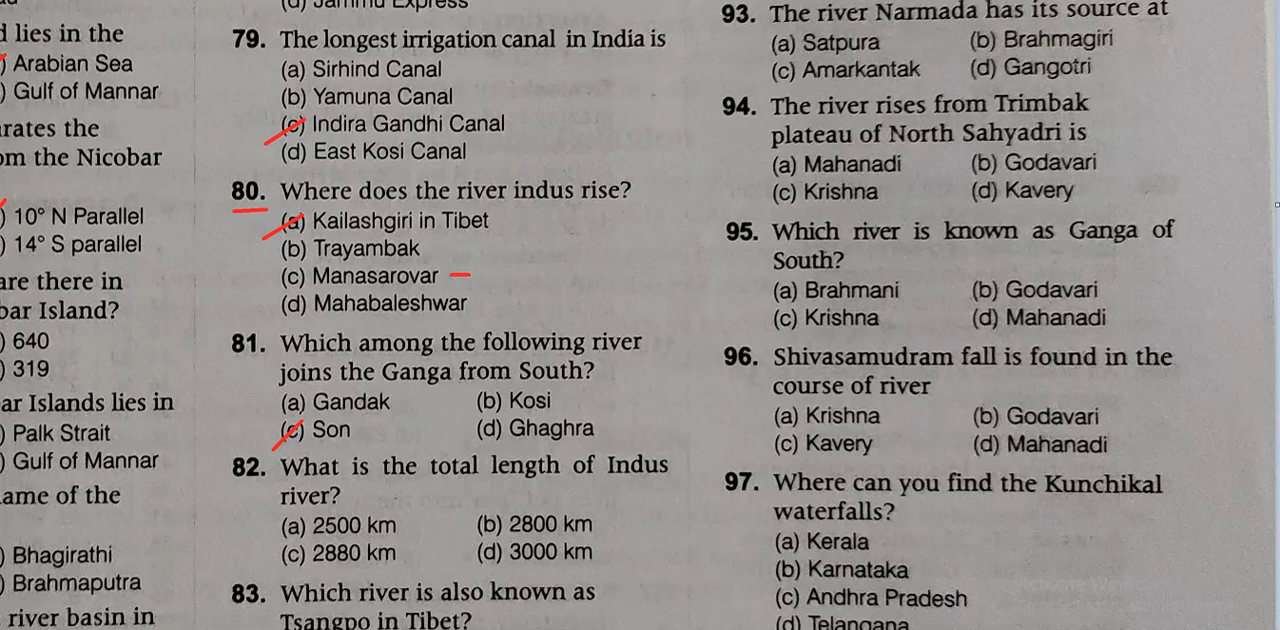 d lies in the
) Arabian Sea
) Gulf of Mannar
rates the
om the Nicobar
) 10° N Parallel
) 14° S parallel
are there in
bar Island?
) 640
) 319
ar Islands lies in
) Palk Strait
) Gulf of Mannar
ame of the
) Bhagirathi
) Brahmaputra
river basin in
(d) Jammu Express
79. The longest irrigation canal in India is
(a) Sirhind Canal
(b) Yamuna Canal
(c) Indira Gandhi Canal
(d) East Kosi Canal
80. Where does the river indus rise?
(a) Kailashgiri in Tibet
(b) Trayambak
(c) Manasarovar
(d) Mahabaleshwar
81. Which among the following river
joins the Ganga from South?
(a) Gandak (b) Kosi
(c) Son (d) Ghaghra
82. What is the total length of Indus
river?
(a) 2500 km (b) 2800 km
(c) 2880 km (d) 3000 km
83. Which river is also known as
Tsangpo in Tibet?
93. The river Narmada has its source at
(a) Satpura (b) Brahmagiri
(c) Amarkantak (d) Gangotri
94. The river rises from Trimbak
plateau of North Sahyadri is
(a) Mahanadi (b) Godavari
(c) Krishna (d) Kavery
95. Which river is known as Ganga of
South?
(a) Brahmani (b) Godavari
(c) Krishna (d) Mahanadi
96. Shivasamudram fall is found in the
course of river
(a) Krishna (b) Godavari
(c) Kavery (d) Mahanadi
97. Where can you find the Kunchikal
waterfalls?
(a) Kerala
(b) Karnataka
(c) Andhra Pradesh
(d) Telangana